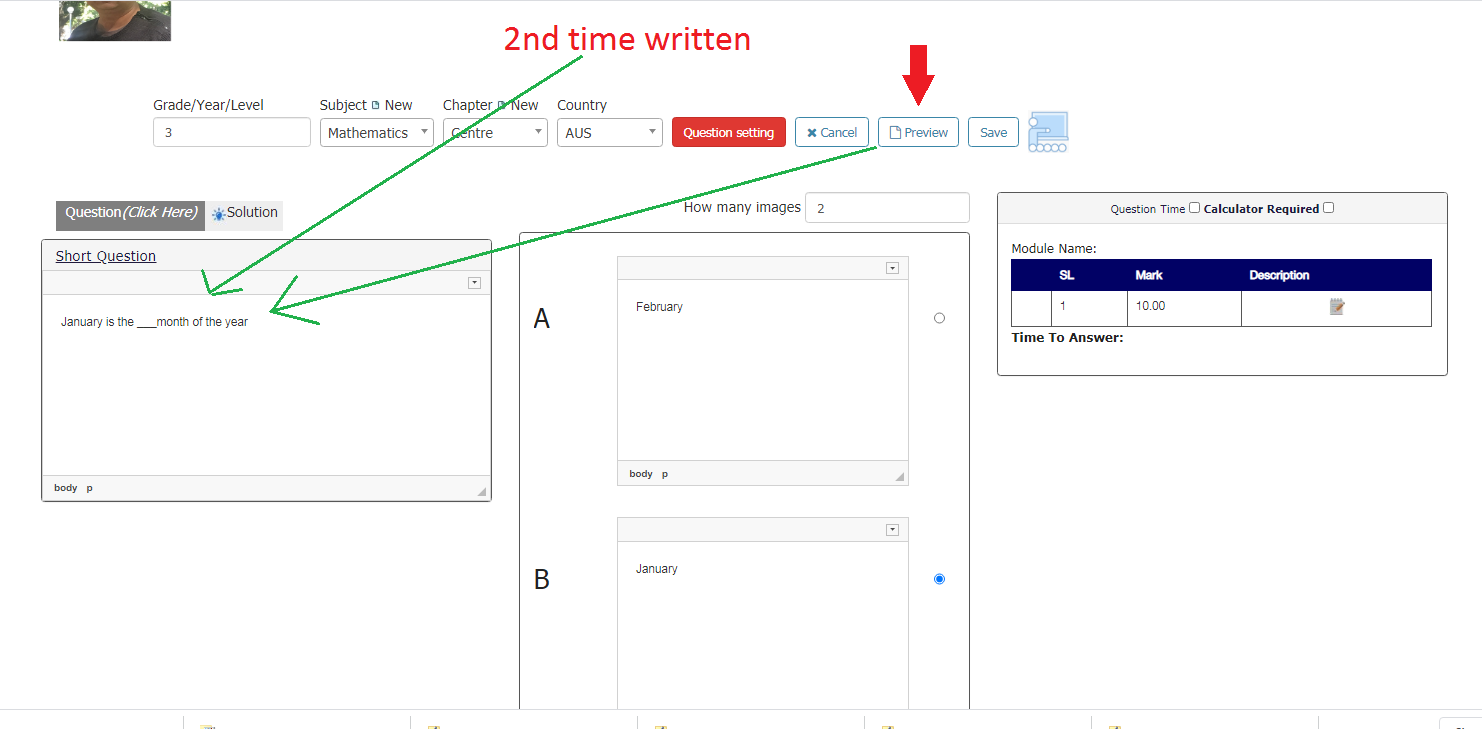 2nd time written
Grade/Year/Level
Subject New
Chapter New
Country
3
Mathematics
Centre
AUS
Question setting
Cancel
Preview
Save
Question(Click Here)
Solution
How many images
2
Question Time
Calculator Required
Short Question
Module Name:
SL
Mark
Description
1
10.00
Time To Answer:
January is the ___month of the year
body p
A
February
body p
B
January